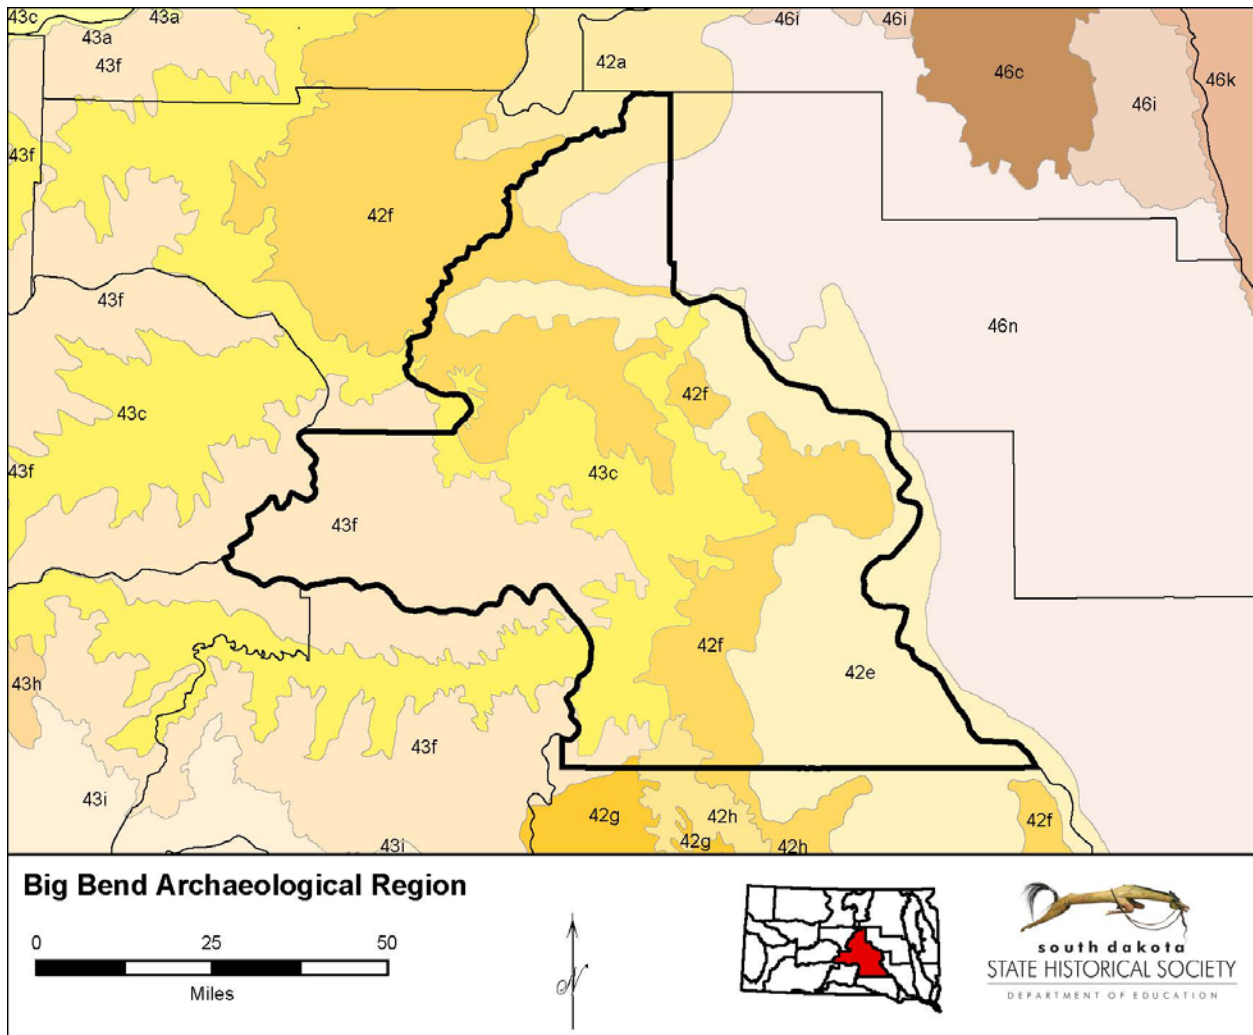 43c
43a
46i
46i
43a
43f
42a
46c
46k
46i
43f
42f
43f
46n
43c
42f
43f
43c
43f
42f
42e
43h
43f
43i
42g
42h
42f
42g
42h
43i
Big Bend Archaeological Region
0 25 50
Miles
N
south dakota
STATE HISTORICAL SOCIETY
DEPARTMENT OF EDUCATION